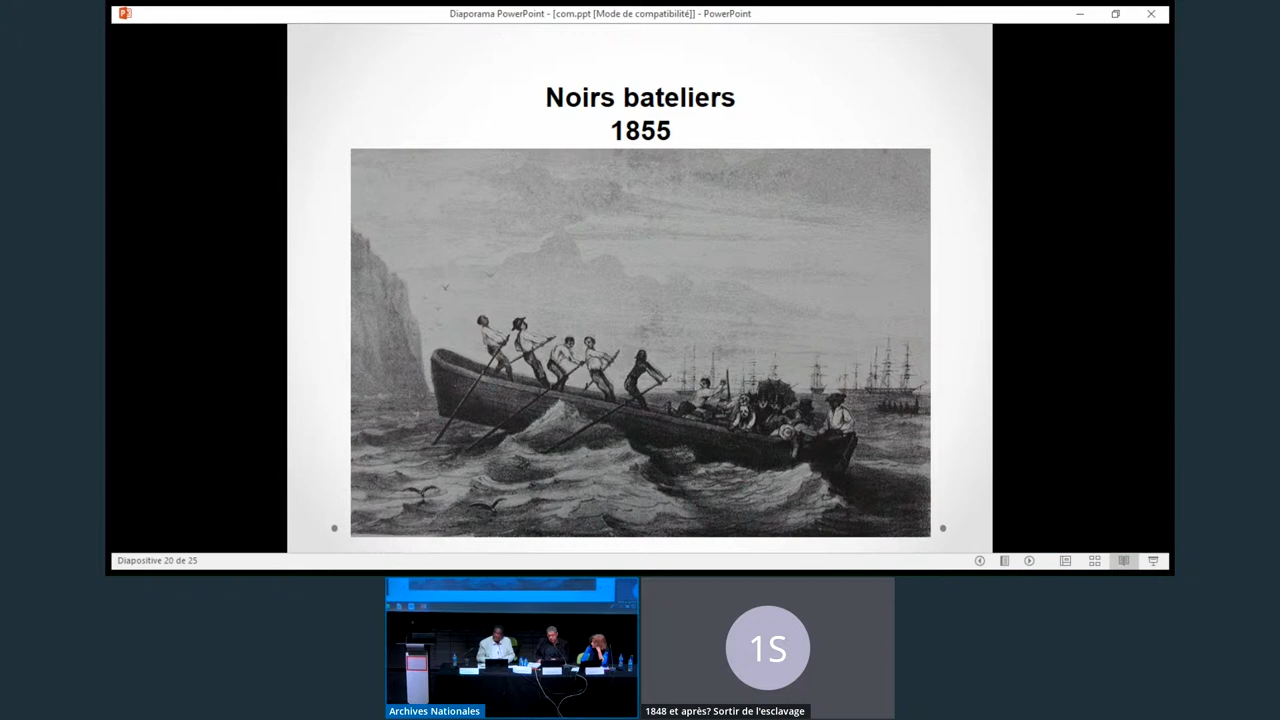 Diaporama PowerPoint - [com.ppt [Mode de compatibilité]] - PowerPoint
Noirs bateliers
1855
Diapositive 20 de 25
1S
Archives Nationales
1848 et après? Sortir de l'esclavage